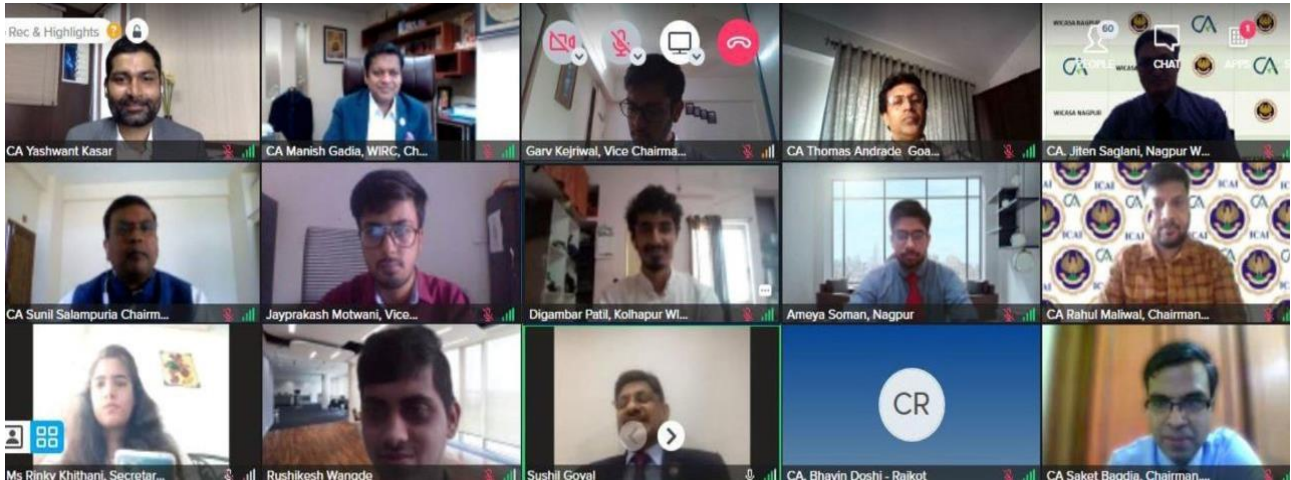 Rec & Highlights
?
60
PEOPLE
CHAT
1
APPS
WICASA NAGPUR
CA
CA
CA
WICASA NAGPUR
CA Yashwant Kasar
CA Manish Gadia, WIRC, Ch...
Garv Kejriwal, Vice Chairma...
CA Thomas Andrade Goa...
CA. Jiten Saglani, Nagpur W...
ICAI
CA
CA Sunil Salampuria Chairm...
Jayprakash Motwani, Vice...
Digambar Patil, Kolhapur WI...
Ameya Soman, Nagpur
CA Rahul Maliwal, Chairman...
CR
Ms Rinky Khithani, Secretar...
Rushikesh Wangde
Sushil Goyal
CA. Bhavin Doshi - Rajkot
CA Saket Bagdia, Chairman,...